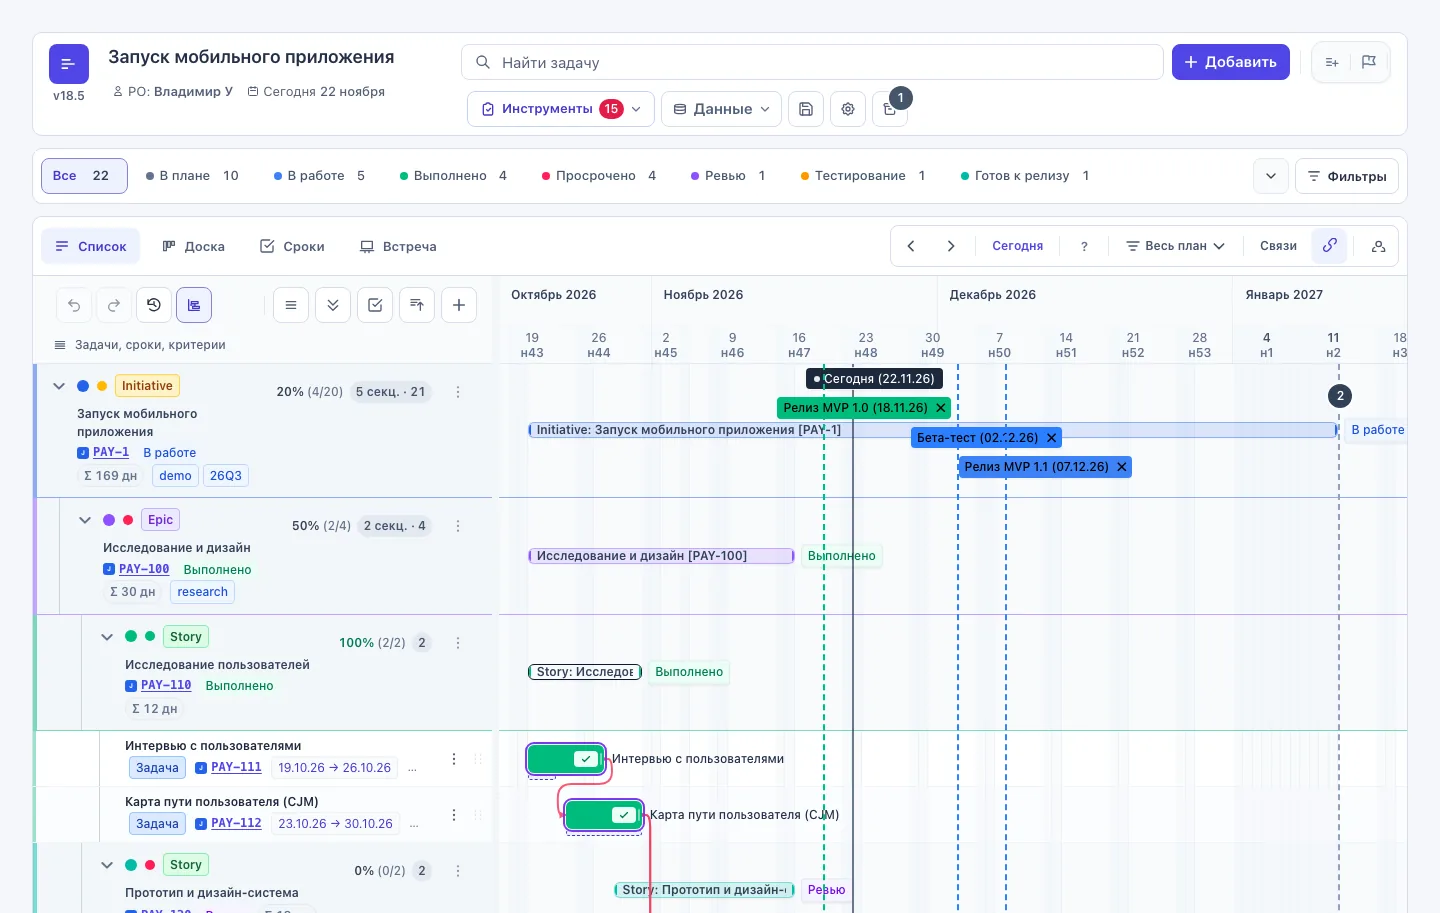 Запуск мобильного приложения
v18.5
PO: Владимир У
Сегодня 22 ноября
Найти задачу
Добавить
Инструменты 15
Данные
1
Все 22
В плане 10
В работе 5
Выполнено 4
Просрочено 4
Ревью 1
Тестирование 1
Готов к релизу 1
Фильтры
Список
Доска
Сроки
Встреча
Сегодня
?
Весь план
Связи
Задачи, сроки, критерии
Октябрь 2026
Ноябрь 2026
Декабрь 2026
Январь 2027
19 26 2 9 16 23 30 7 14 21 28 4 11 18
н43 н44 н45 н46 н47 н48 н49 н50 н51 н52 н53 н1 н2 н3
Initiative
20% (4/20) 5 секц. · 21
Запуск мобильного
приложения
PAY-1 В работе
Σ 169 дн demo 26Q3
Сегодня (22.11.26)
Релиз MVP 1.0 (18.11.26)
2
Initiative: Запуск мобильного приложения [PAY-1]
В работе
Бета-тест (02.12.26)
Релиз MVP 1.1 (07.12.26)
Epic
50% (2/4) 2 секц. · 4
Исследование и дизайн
PAY-100 Выполнено
Σ 30 дн research
Исследование и дизайн [PAY-100]
Выполнено
Story
100% (2/2) 2
Исследование пользователей
PAY-110 Выполнено
Σ 12 дн
Story: Исследов
Выполнено
Интервью с пользователями
Задача PAY-111 19.10.26 → 26.10.26 ...
Интервью с пользователями
Карта пути пользователя (CJM)
Задача PAY-112 23.10.26 → 30.10.26 ...
Карта пути пользователя (CJM)
Story
0% (0/2) 2
Прототип и дизайн-система
Story: Прототип и дизайн-
Ревью